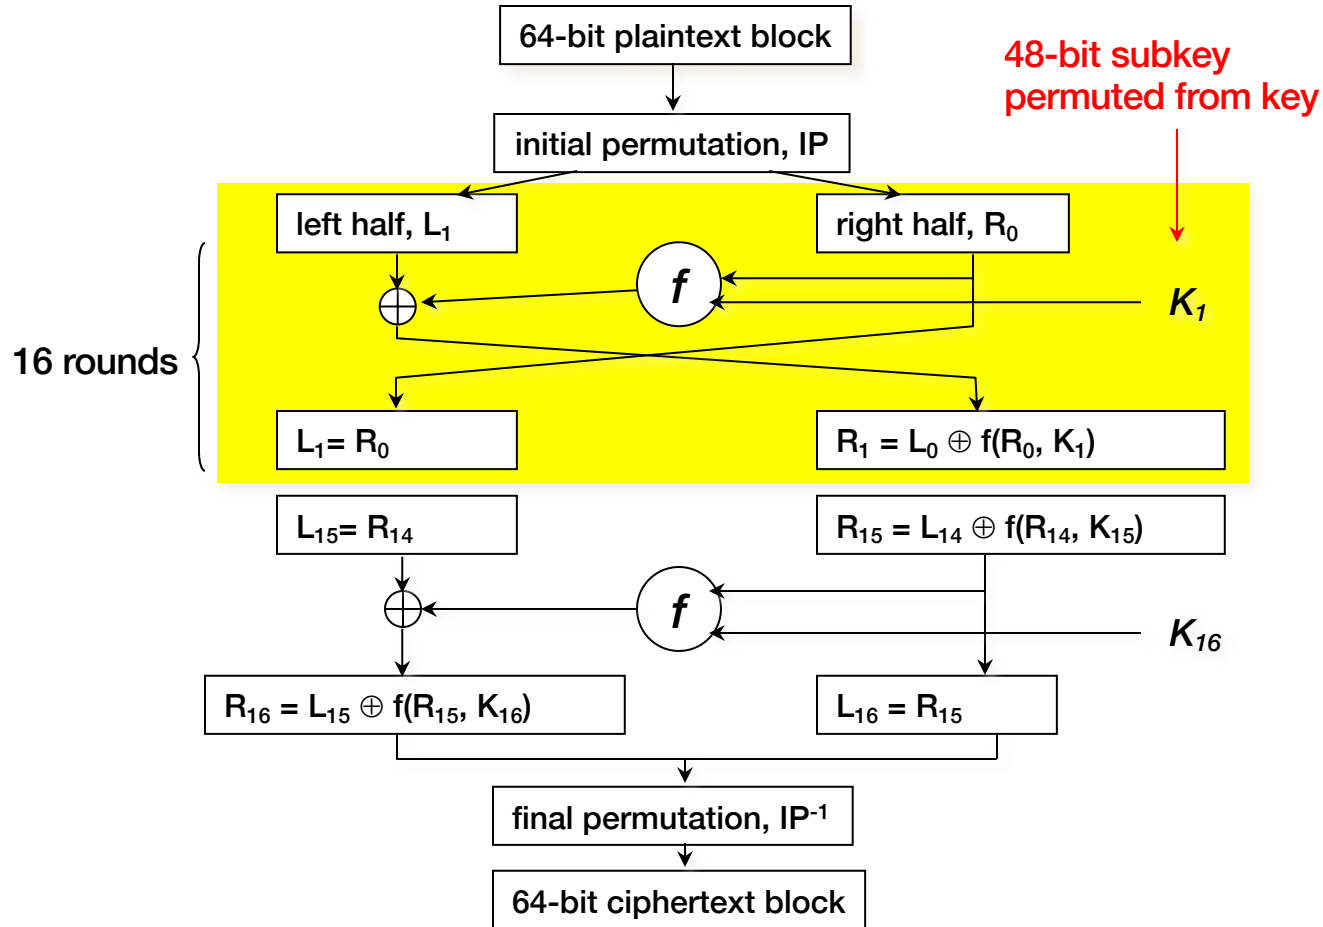 64-bit plaintext block
48-bit subkey
permuted from key
initial permutation, IP
left half, L₁
right half, R₀
f
K₁
16 rounds
L₁= R₀
R₁ = L₀ ⊕ f(R₀, K₁)
L₁₅= R₁₄
R₁₅ = L₁₄ ⊕ f(R₁₄, K₁₅)
f
K₁₆
R₁₆ = L₁₅ ⊕ f(R₁₅, K₁₆)
L₁₆ = R₁₅
final permutation, IP⁻¹
64-bit ciphertext block